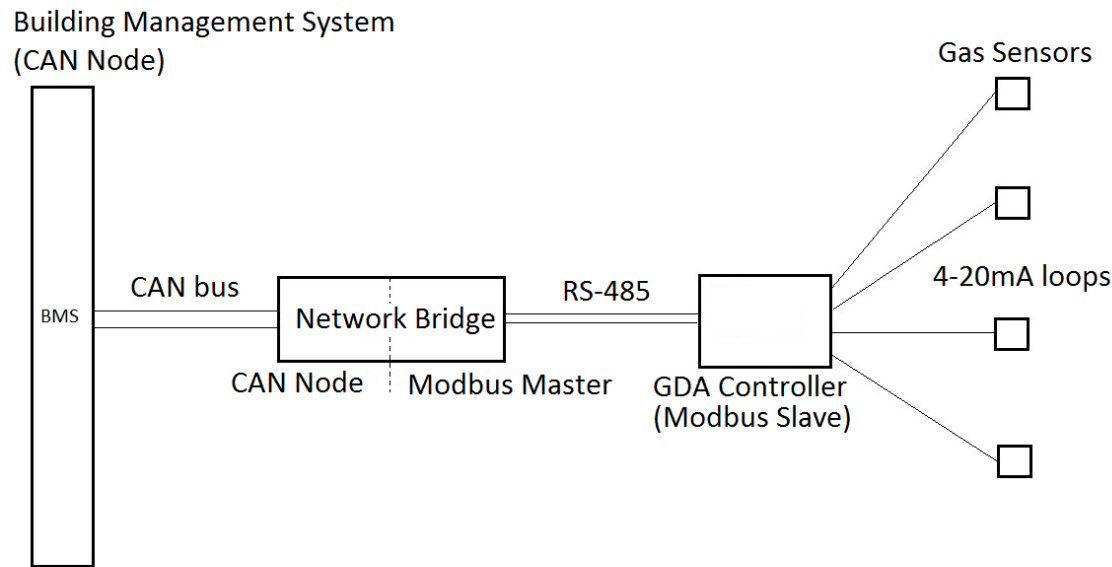 Building Management System
(CAN Node)
Gas Sensors
CAN bus
RS-485
4-20mA loops
BMS
Network Bridge
CAN Node
Modbus Master
GDA Controller
(Modbus Slave)